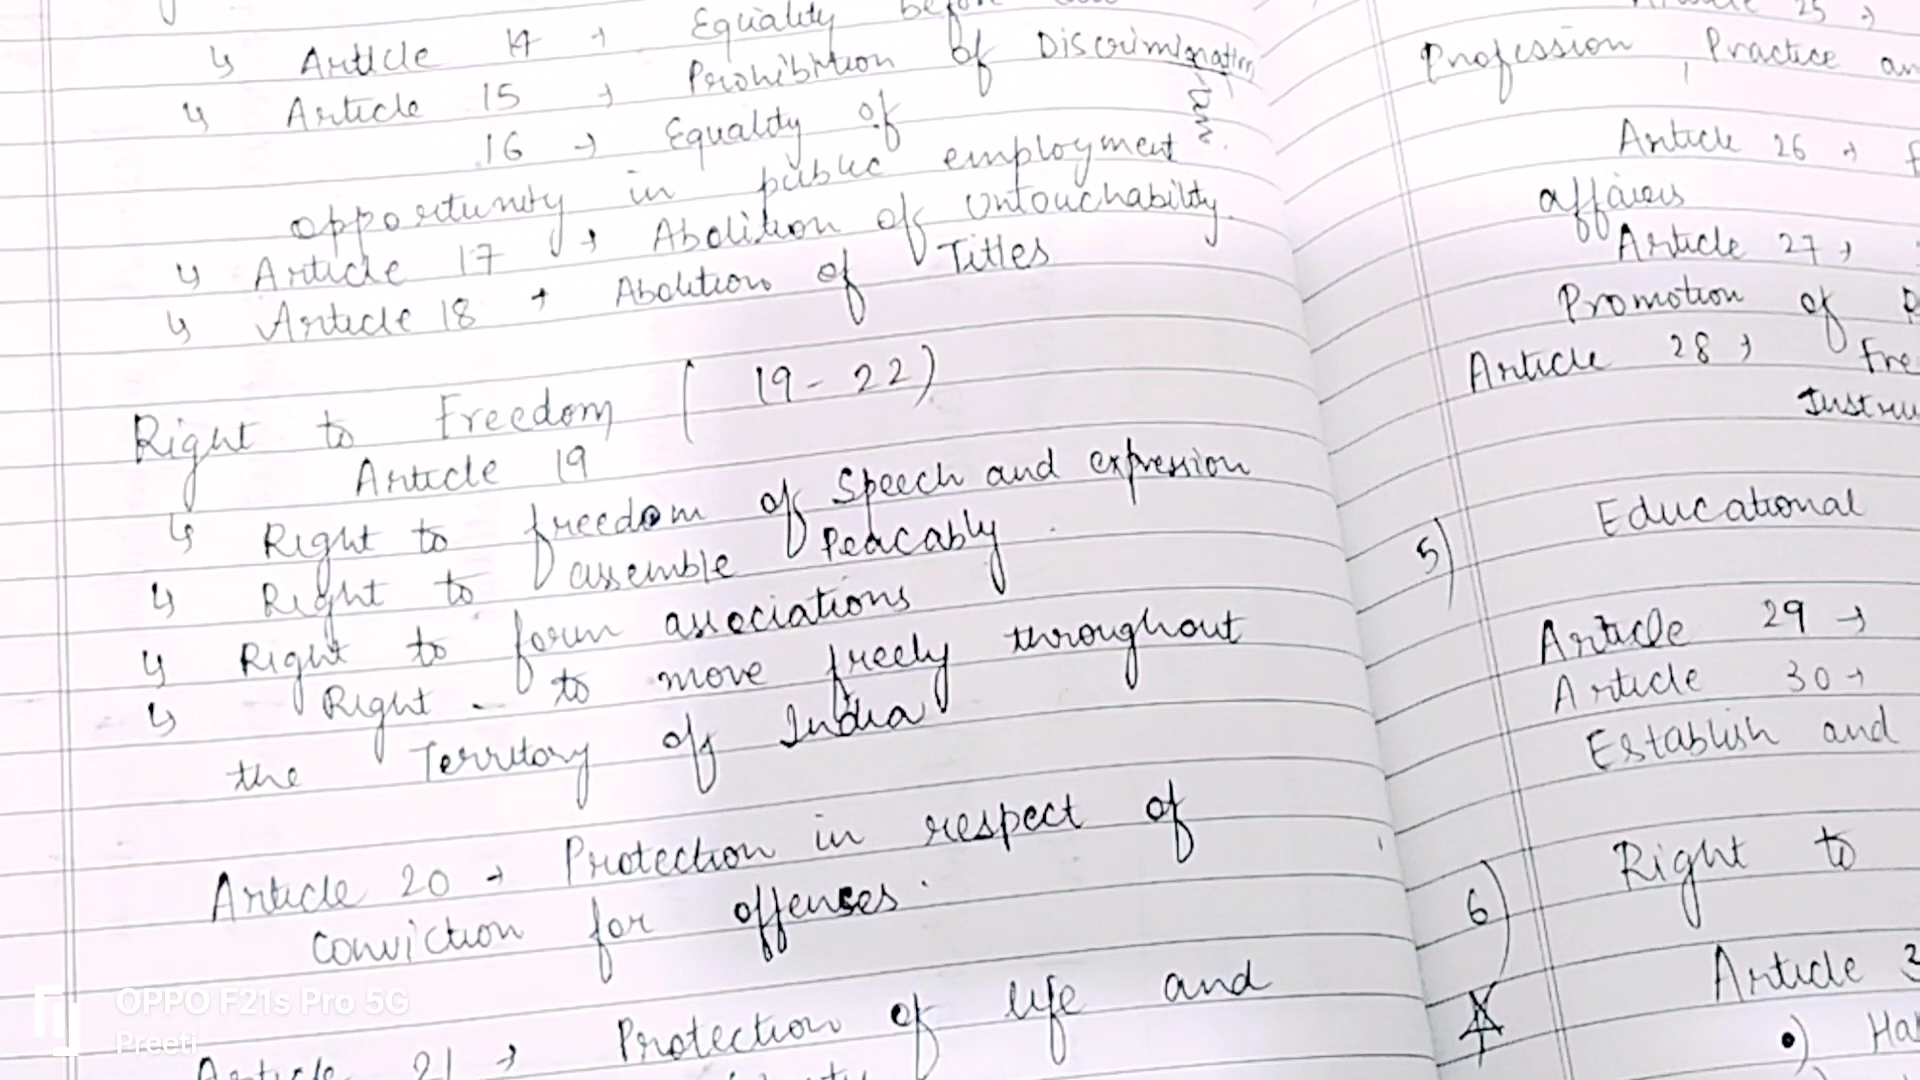 ↳ Article 14 → Equality before
↳ Article 15 → Prohibition of Discrimination
16 → Equality of
opportunity in public employment
↳ Article 17 → Abolition of Untouchability.
↳ Article 18 → Abolition of Titles
Right to Freedom (19-22)
Article 19
↳ Right to freedom of Speech and expression
↳ Right to assemble Peacably
↳ Right to form associations
↳ Right - to move freely throughout
the Territory of India
Article 20 → Protection in respect of
conviction for offenses.
Article 21 → Protection of life and
25 →
Profession Practice
Article 26 →
affairs
Article 27 →
Promotion of
Article 28 →
5) Educational
Article 29 →
Article 30 →
Establish and
6) Right to
Article
OPPO F21s Pro 5G
Preeti